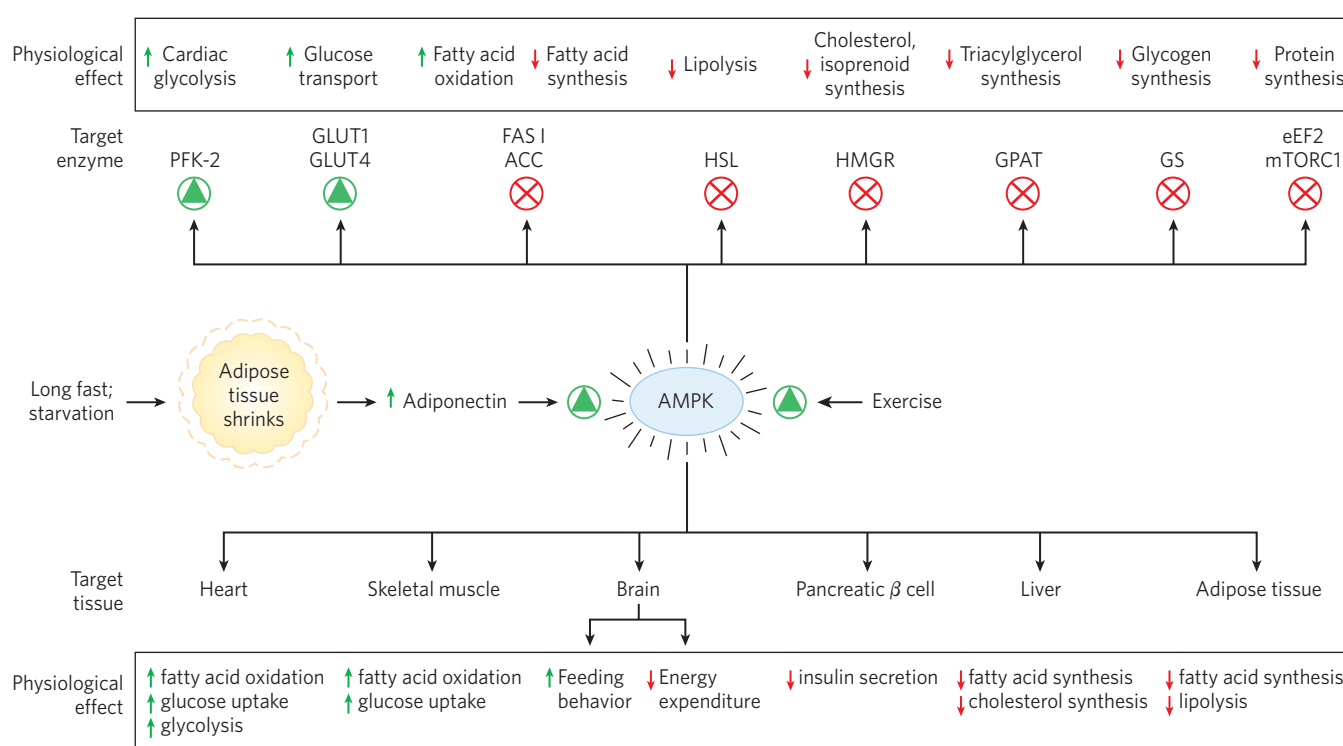 Physiological
effect
↑ Cardiac
glycolysis
↑ Glucose
transport
↑ Fatty acid
oxidation
↓ Fatty acid
synthesis
↓ Lipolysis
Cholesterol,
↓ isoprenoid
synthesis
↓ Triacylglycerol
synthesis
↓ Glycogen
synthesis
↓ Protein
synthesis
Target
enzyme
PFK-2
GLUT1
GLUT4
FAS I
ACC
HSL
HMGR
GPAT
GS
eEF2
mTORC1
Long fast;
starvation
Adipose
tissue
shrinks
↑ Adiponectin
AMPK
Exercise
Target
tissue
Heart
Skeletal muscle
Brain
Pancreatic β cell
Liver
Adipose tissue
Physiological
effect
↑ fatty acid oxidation
↑ glucose uptake
↑ glycolysis
↑ fatty acid oxidation
↑ glucose uptake
↑ Feeding
behavior
↓ Energy
expenditure
↓ insulin secretion
↓ fatty acid synthesis
↓ cholesterol synthesis
↓ fatty acid synthesis
↓ lipolysis